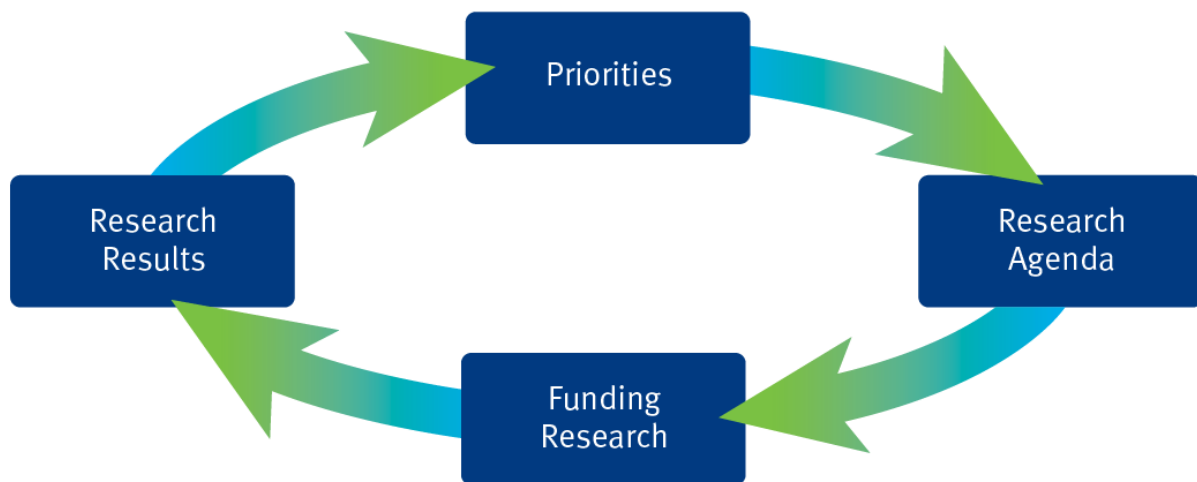 Priorities
Research
Agenda
Funding
Research
Research
Results